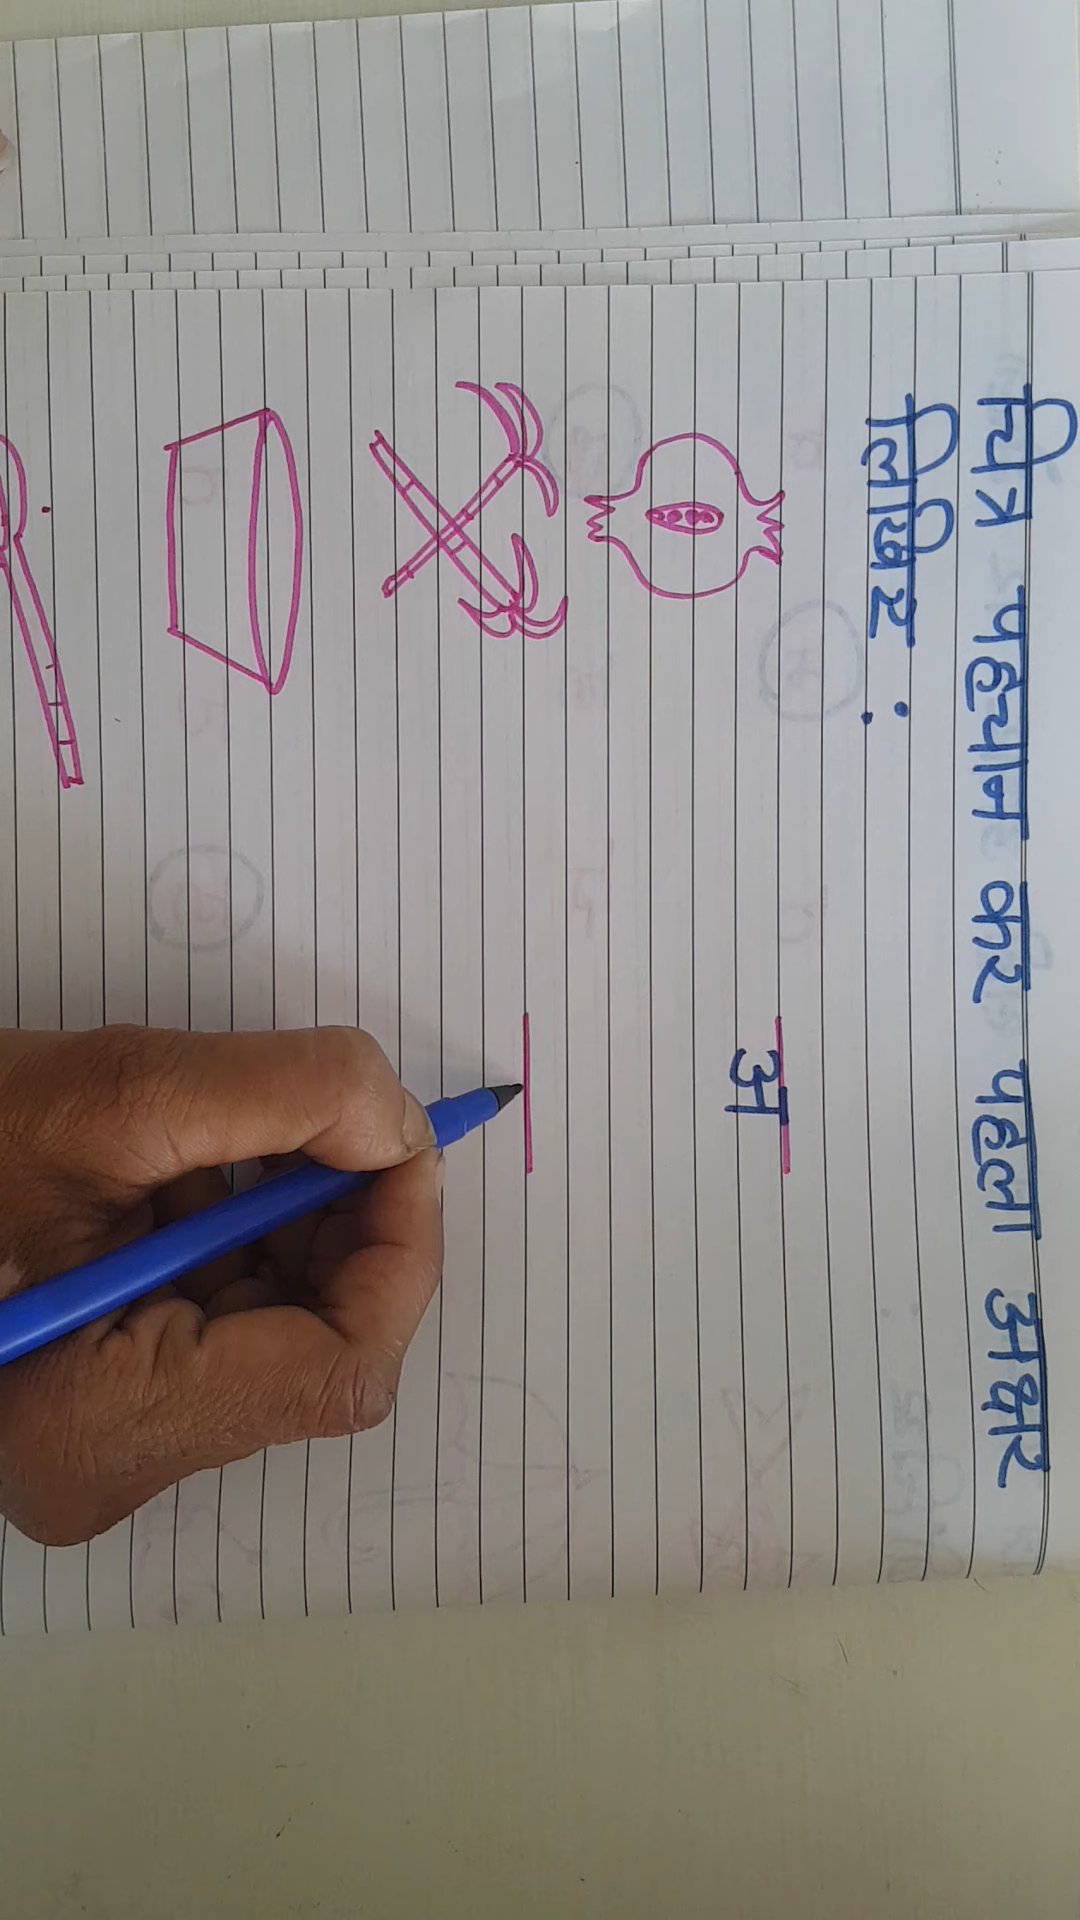 चित्र पहचान कर पहला अक्षर
लिखिए :
अ